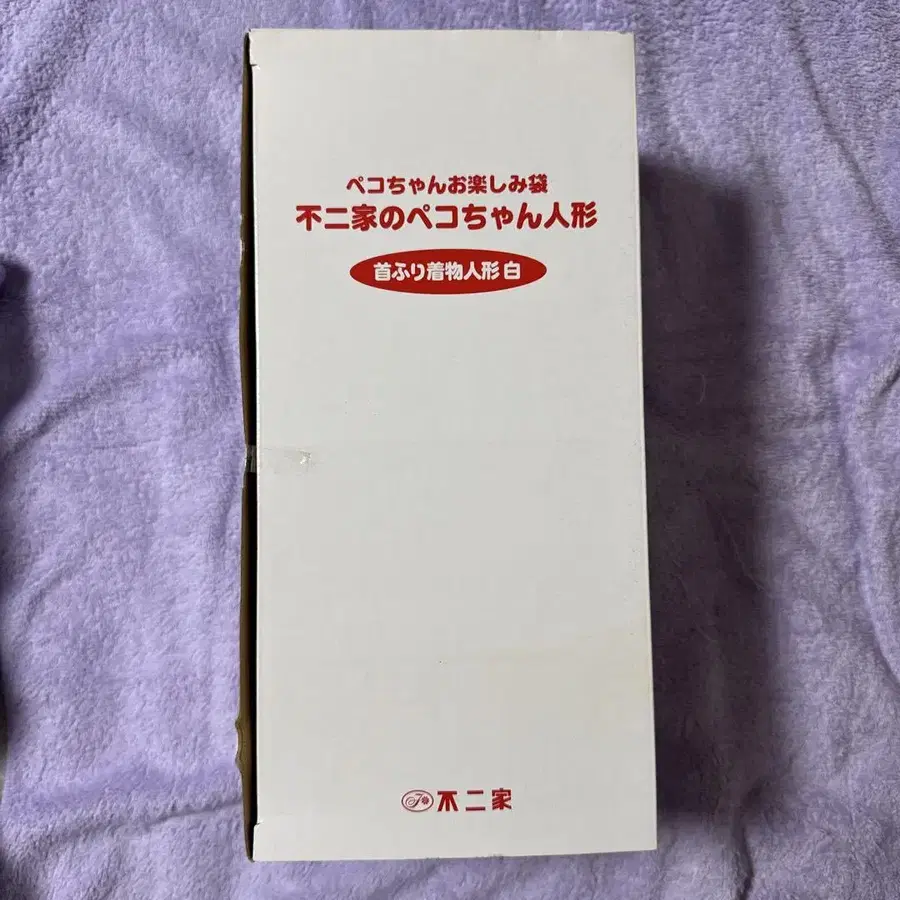 ペコちゃんお楽しみ袋
不二家のペコちゃん人形
首ふり着物人形 白
不二家